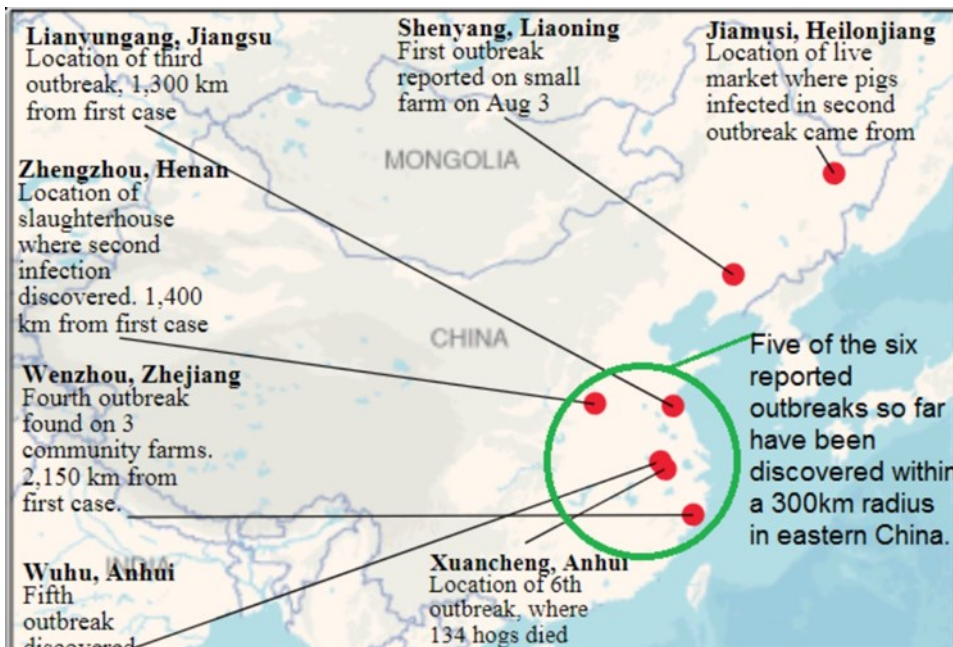 Lianyungang, Jiangsu
Location of third
outbreak, 1,300 km
from first case
Shenyang, Liaoning
First outbreak
reported on small
farm on Aug 3
Jiamusi, Heilonjiang
Location of live
market where pigs
infected in second
outbreak came from
MONGOLIA
Zhengzhou, Henan
Location of
slaughterhouse
where second
infection
discovered. 1,400
km from first case
CHINA
Five of the six
reported
outbreaks so far
have been
discovered within
a 300km radius
in eastern China.
Wenzhou, Zhejiang
Fourth outbreak
found on 3
community farms.
2,150 km from
first case.
INDIA
Wuhu, Anhui
Fifth
outbreak
discovered
Xuancheng, Anhui
Location of 6th
outbreak, where
134 hogs died